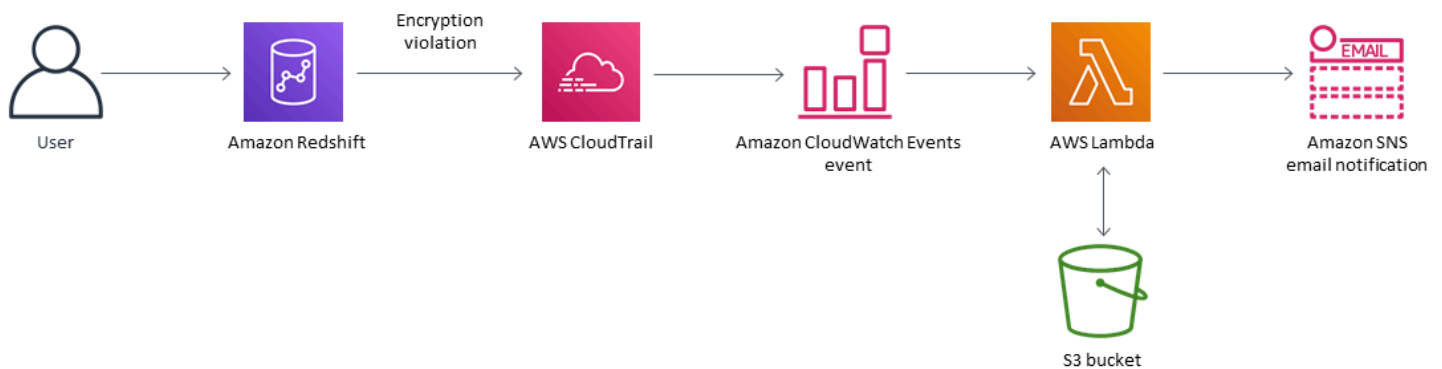 Encryption
violation
EMAIL
User
Amazon Redshift
AWS CloudTrail
Amazon CloudWatch Events
event
AWS Lambda
Amazon SNS
email notification
S3 bucket